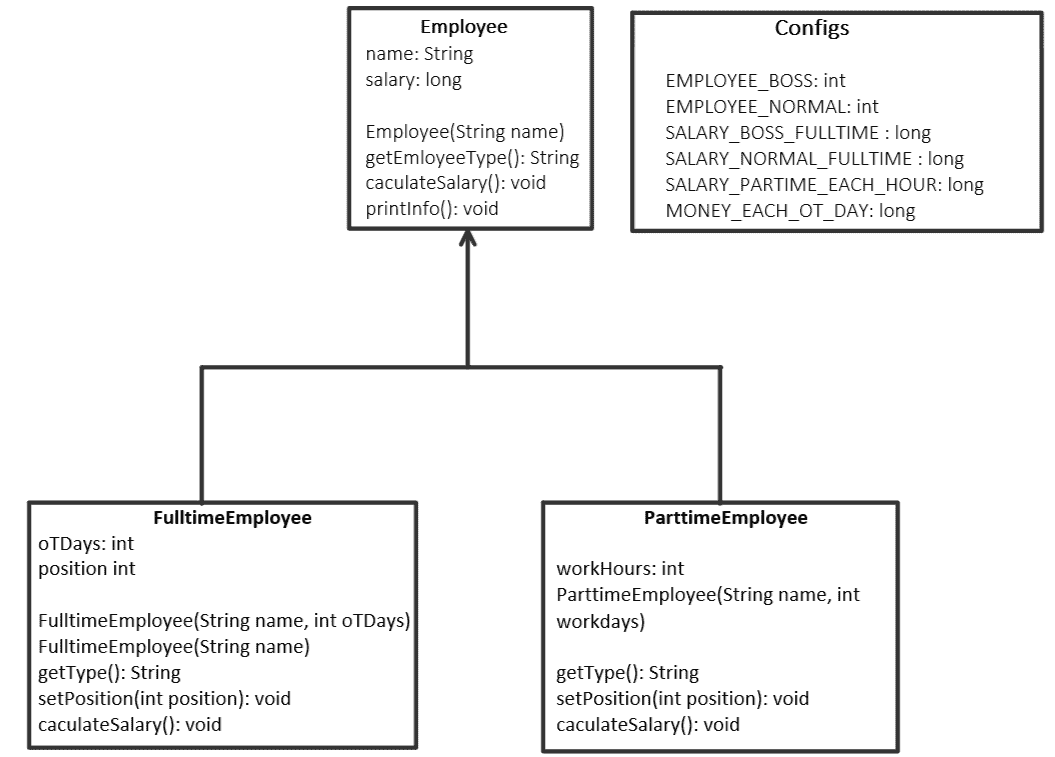 Employee
name: String
salary: long
Employee(String name)
getEmloyeeType(): String
caculateSalary(): void
printInfo(): void
Configs
EMPLOYEE_BOSS: int
EMPLOYEE_NORMAL: int
SALARY_BOSS_FULLTIME : long
SALARY_NORMAL_FULLTIME : long
SALARY_PARTIME_EACH_HOUR: long
MONEY_EACH_OT_DAY: long
FulltimeEmployee
oTDays: int
position int
FulltimeEmployee(String name, int oTDays)
FulltimeEmployee(String name)
getType(): String
setPosition(int position): void
caculateSalary(): void
ParttimeEmployee
workHours: int
ParttimeEmployee(String name, int
workdays)
getType(): String
setPosition(int position): void
caculateSalary(): void